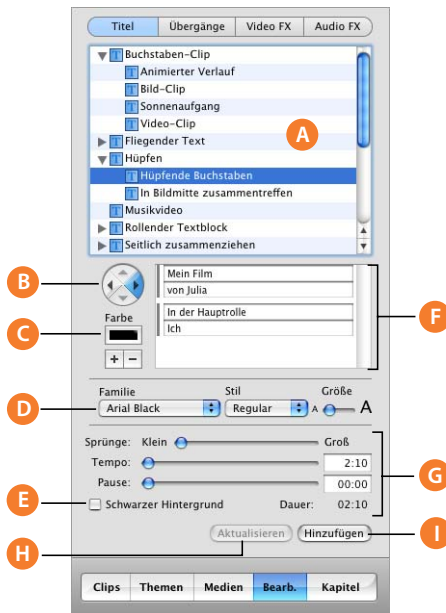 Titel Übergänge Video FX Audio FX
Buchstaben-Clip
Animierter Verlauf
Bild-Clip
Sonnenaufgang
Video-Clip
A
Fliegender Text
Hüpfen
Hüpfende Buchstaben
In Bildmitte zusammentreffen
Musikvideo
Rollender Textblock
Seitlich zusammenziehen
B
Mein Film
von Julia
Farbe
In der Hauptrolle
F
C
Ich
+ −
Familie Stil Größe
D
Arial Black Regular A A
Sprünge: Klein Groß
Tempo: 2:10
G
Pause: 00:00
E
Schwarzer Hintergrund Dauer: 02:10
Aktualisieren Hinzufügen
I
H
Clips Themen Medien Bearb. Kapitel